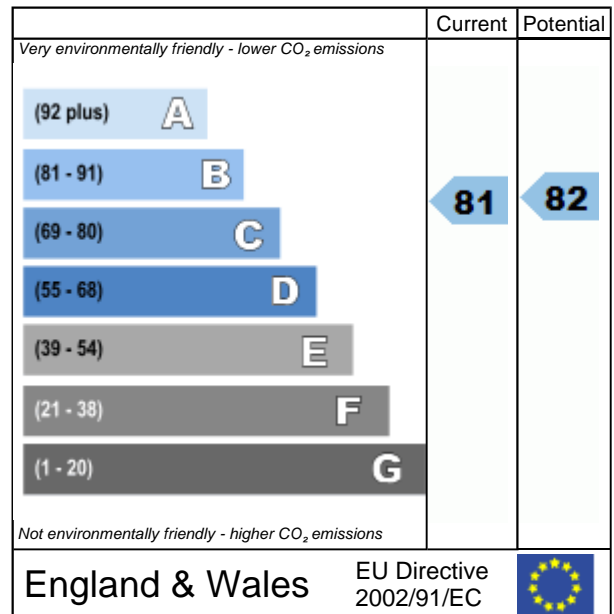 Current Potential
Very environmentally friendly - lower CO₂ emissions
(92 plus) A
(81 - 91) B
81 82
(69 - 80) C
(55 - 68) D
(39 - 54) E
(21 - 38) F
(1 - 20) G
Not environmentally friendly - higher CO₂ emissions
England & Wales
EU Directive
2002/91/EC